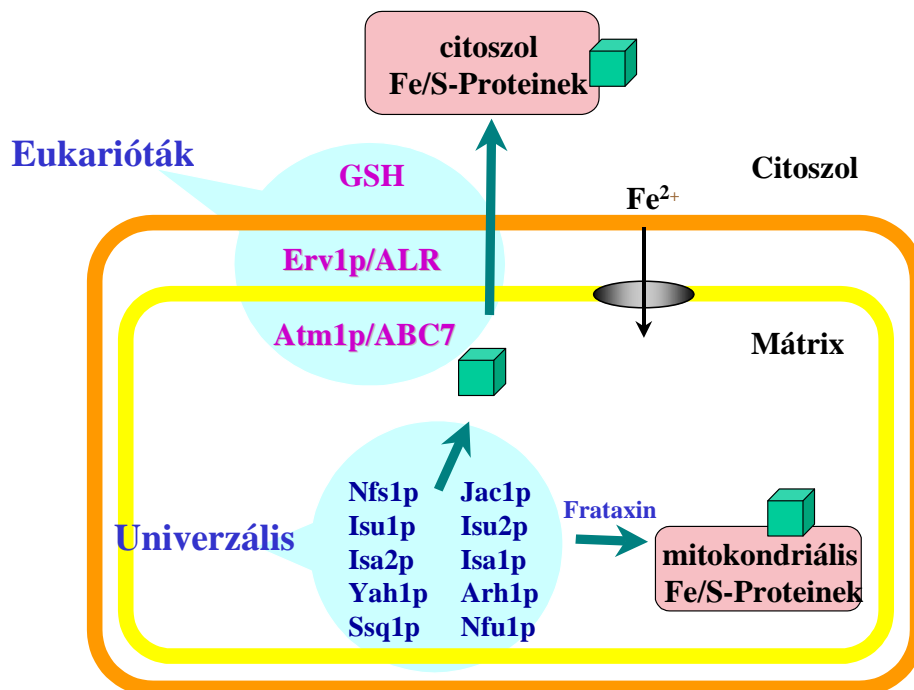 citoszol
Fe/S-Proteinek
Eukarióták
GSH
Citoszol
Fe²⁺
Erv1p/ALR
Atm1p/ABC7
Mátrix
Nfs1p Jac1p
Isu1p Isu2p
Frataxin
Univerzális
Isa2p Isa1p
mitokondriális
Fe/S-Proteinek
Yah1p Arh1p
Ssq1p Nfu1p